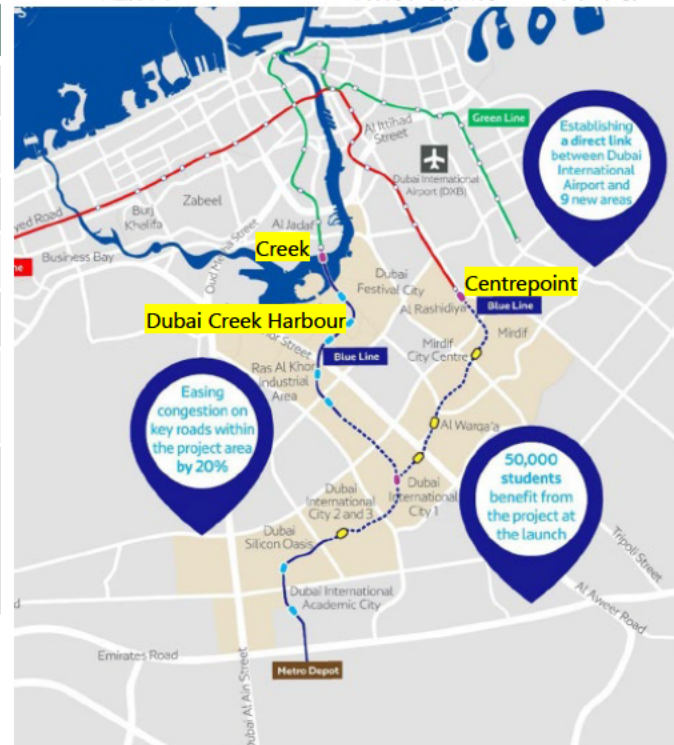 Green Line
Al Ittihad
Street
Establishing
a direct link
between Dubai
International
Airport and
9 new areas
Dubai International
Airport (DXB)
Zabeel
Burj
Khalifa
Al Jadaf
Business Bay
Creek
Dubai
Festival City
Centrepoint
Al Rashidiya
Blue Line
Dubai Creek Harbour
Mirdif
Mirdif
City Centre
Blue Line
Street
Ras Al Khor
Industrial
Area
Easing
congestion on
key roads within
the project area
by 20%
Al Warqa'a
50,000
students
benefit from
the project at
the launch
Dubai
International
City 2 and 3
Dubai
International
City 1
Dubai
Silicon Oasis
Dubai International
Academic City
Tripoli Street
Al Aweer Road
Emirates Road
Metro Depot
Dubai Al Ain Street